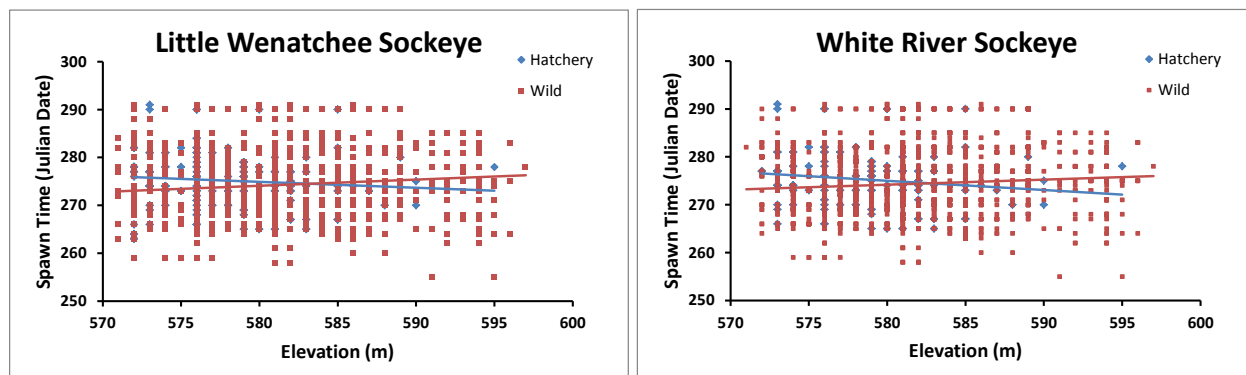 Little Wenatchee Sockeye
Hatchery
Wild
300
290
280
270
260
250
Spawn Time (Julian Date)
570 575 580 585 590 595 600
Elevation (m)
White River Sockeye
Hatchery
Wild
300
290
280
270
260
250
Spawn Time (Julian Date)
570 575 580 585 590 595 600
Elevation (m)